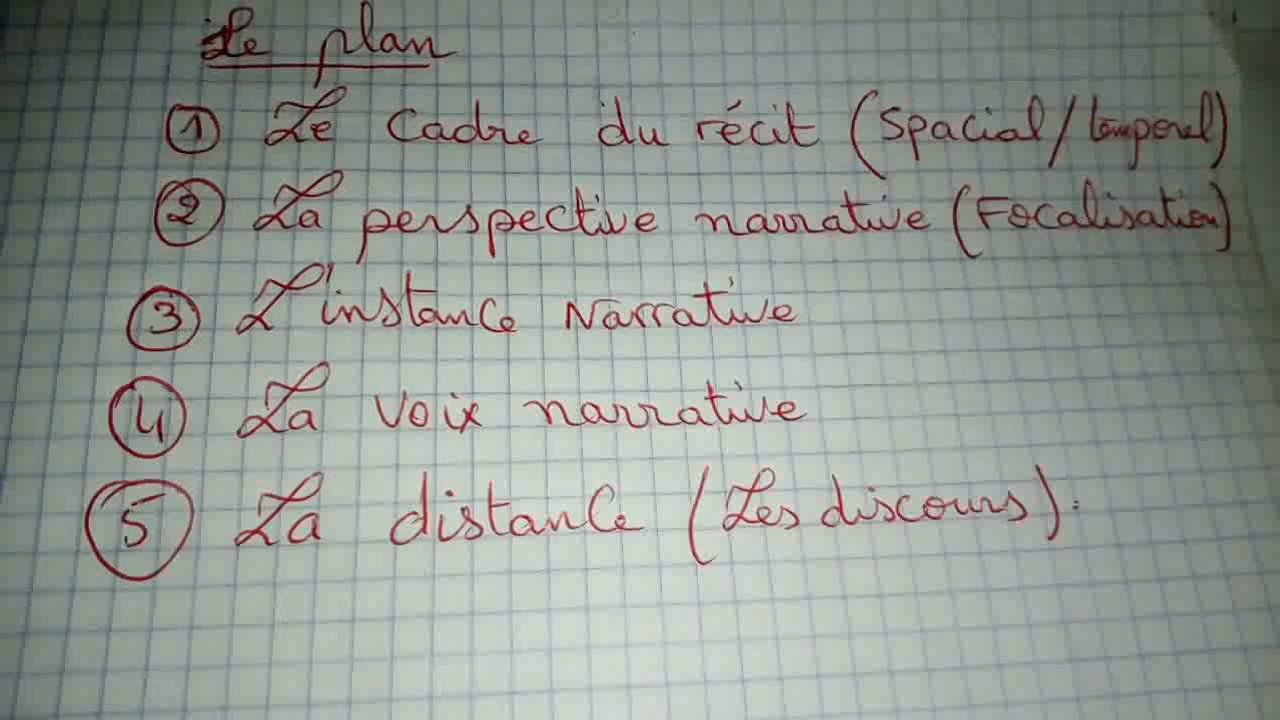 Le plan
1 Le Cadre du récit (Spacial/temporel)
2 La perspective narrative (Focalisation)
3 L'instance Narrative
4 La voix narrative
5 La distance (Les discours).